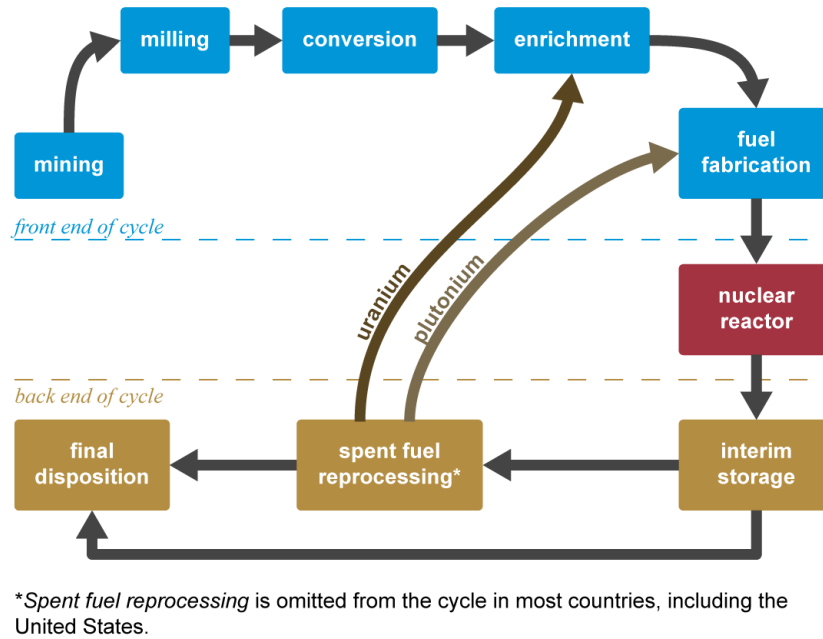 milling
conversion
enrichment
mining
fuel
fabrication
front end of cycle
nuclear
reactor
uranium
plutonium
back end of cycle
final
disposition
spent fuel
reprocessing*
interim
storage
*Spent fuel reprocessing is omitted from the cycle in most countries, including the
United States.